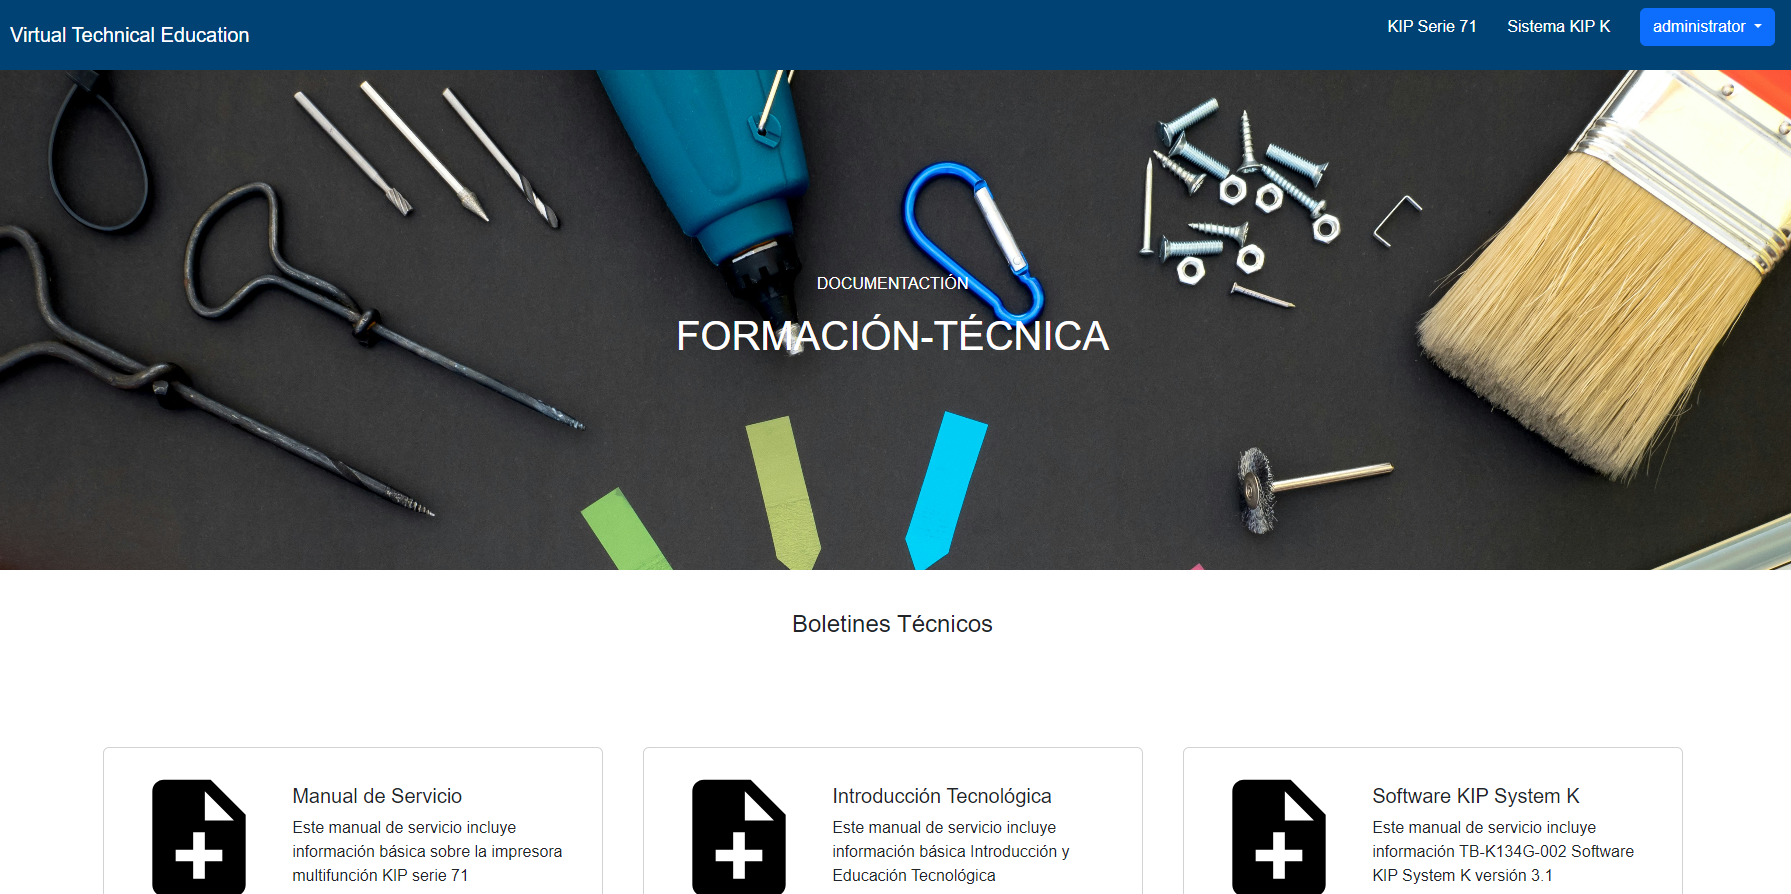 Virtual Technical Education
KIP Serie 71
Sistema KIP K
administrator
DOCUMENTACTIÓN
FORMACIÓN-TÉCNICA
Boletines Técnicos
Manual de Servicio
Este manual de servicio incluye
información básica sobre la impresora
multifunción KIP serie 71
Introducción Tecnológica
Este manual de servicio incluye
información básica Introducción y
Educación Tecnológica
Software KIP System K
Este manual de servicio incluye
información TB-K134G-002 Software
KIP System K versión 3.1